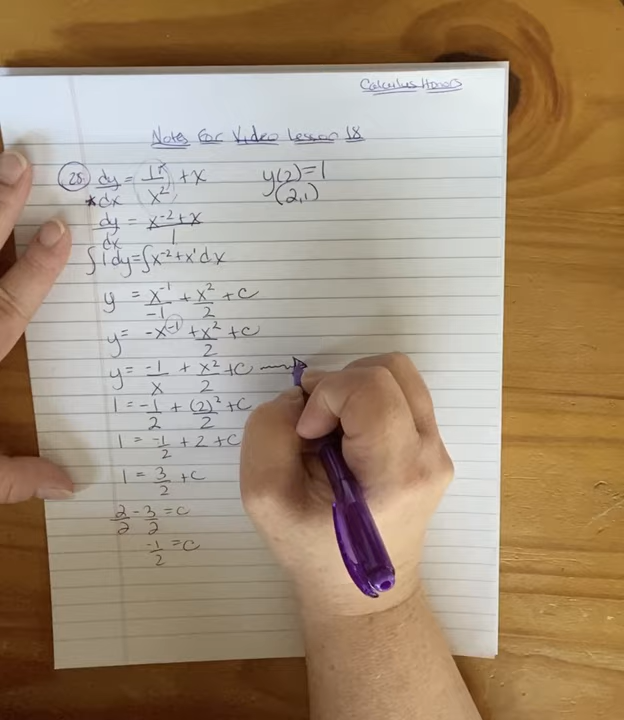 Calculus Honors
Notes For Video Lesson 18
28. dy/dx = 1/x² + x y(2) = 1
* (2,1)
dy/dx = x⁻² + x / 1
∫1 dy = ∫x⁻² + x¹ dx
y = x⁻¹/-1 + x²/2 + C
y = -x⁻¹ + x²/2 + C
y = -1/x + x²/2 + C →
1 = -1/2 + (2)²/2 + C
1 = -1/2 + 2 + C
1 = 3/2 + C
2/2 - 3/2 = C
-1/2 = C